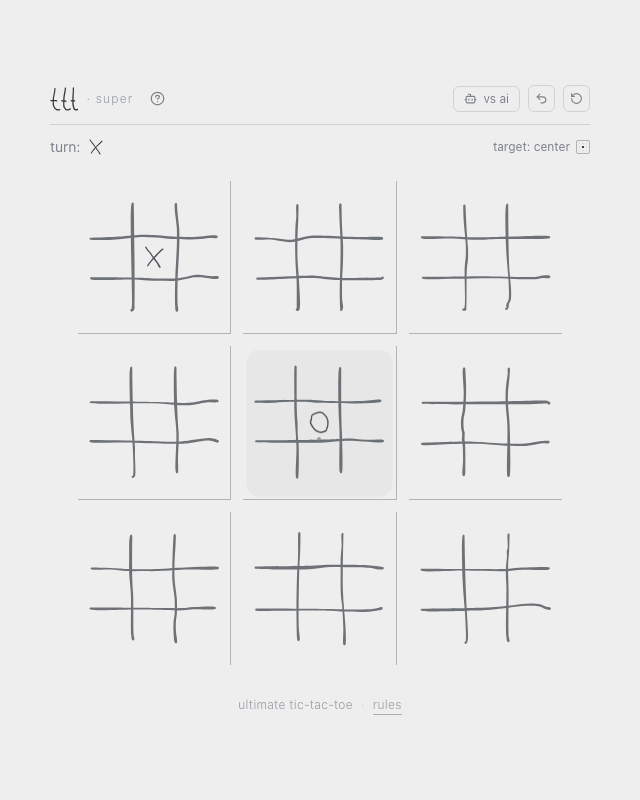 ttt · super vs ai
turn: X target: center
X
O
ultimate tic-tac-toe · rules